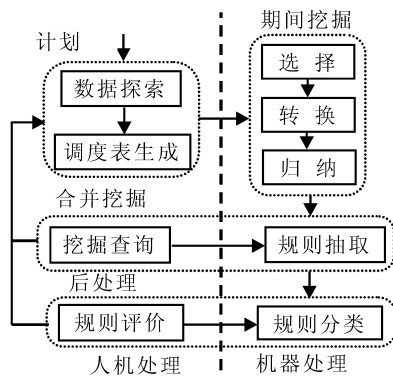 期间挖掘
计划
选 择
数据探索
转 换
调度表生成
归 纳
合并挖掘
挖掘查询
规则抽取
后处理
规则评价
规则分类
人机处理
机器处理